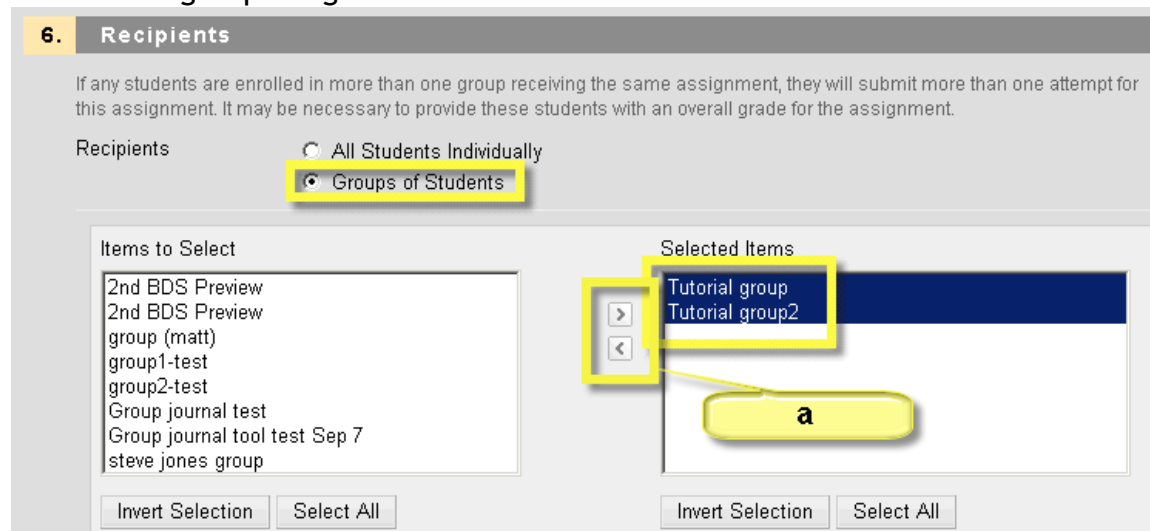 6. Recipients
If any students are enrolled in more than one group receiving the same assignment, they will submit more than one attempt for
this assignment. It may be necessary to provide these students with an overall grade for the assignment.
Recipients
All Students Individually
Groups of Students
Items to Select
2nd BDS Preview
2nd BDS Preview
group (matt)
group1-test
group2-test
Group journal test
Group journal tool test Sep 7
steve jones group
Invert Selection Select All
Selected Items
Tutorial group
Tutorial group2
> 
<
a
Invert Selection Select All